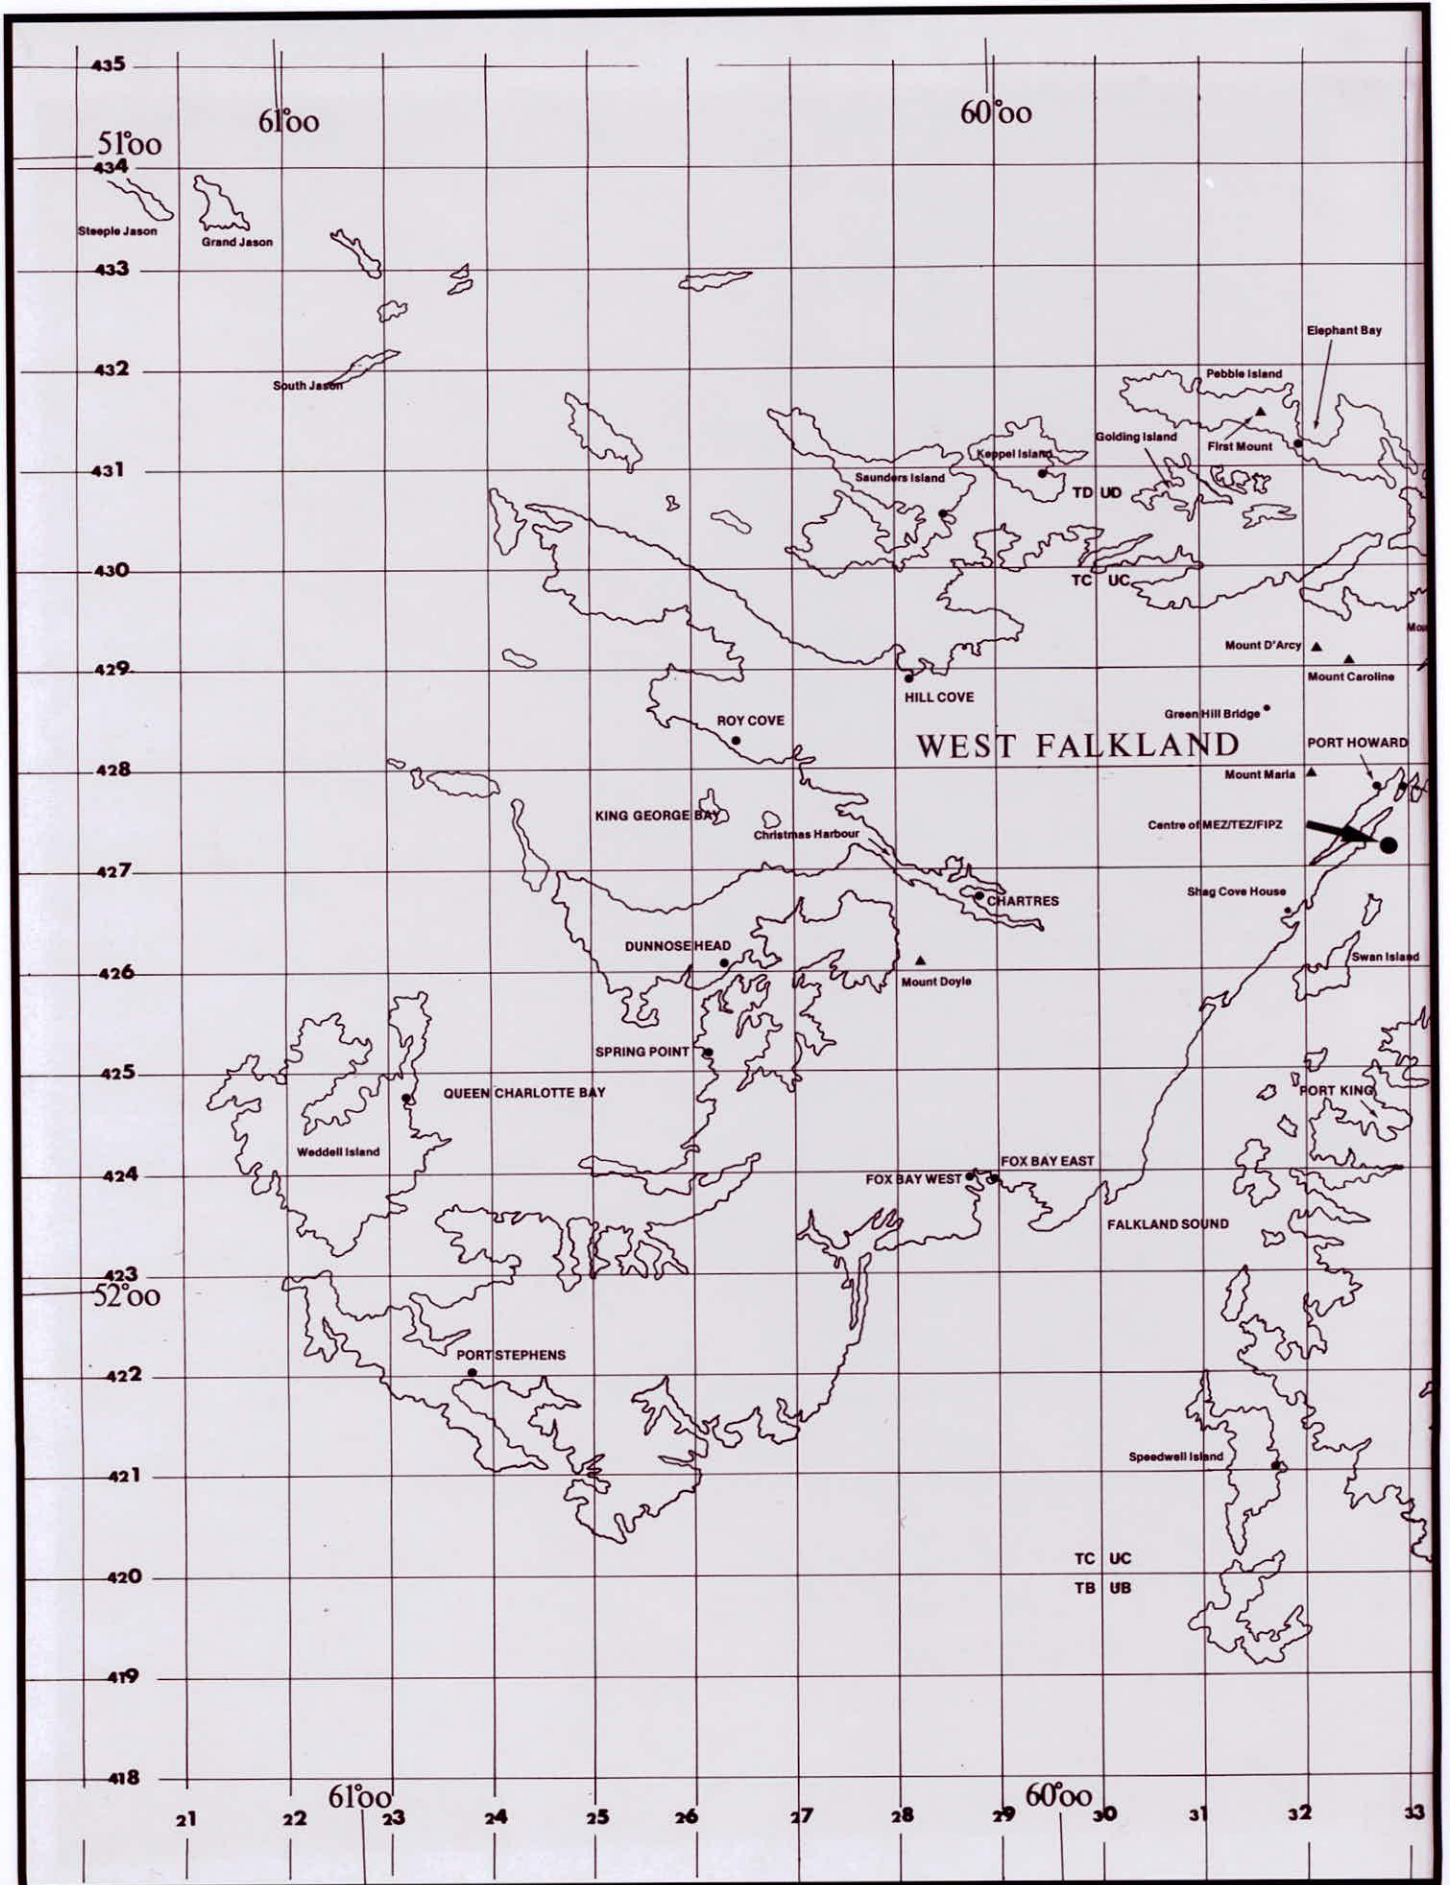 435
61°00
60°00
51°00
434
Steeple Jason
Grand Jason
433
Elephant Bay
432
South Jason
Pebble Island
Golding Island
First Mount
Keppel Island
431
Saunders Island
TD UD
430
TC UC
Mou
Mount D'Arcy
429
Mount Caroline
HILL COVE
Green Hill Bridge
ROY COVE
WEST FALKLAND
PORT HOWARD
428
Mount Maria
KING GEORGE BAY
Centre of MEZ/TEZ/FIPZ
Christmas Harbour
427
Shag Cove House
CHARTRES
DUNNOSE HEAD
Swan Island
426
Mount Doyle
SPRING POINT
425
QUEEN CHARLOTTE BAY
PORT KING
Weddell Island
FOX BAY EAST
424
FOX BAY WEST
FALKLAND SOUND
423
52°00
PORT STEPHENS
422
Speedwell Island
421
TC UC
420
TB UB
419
418
61°00
60°00
21 22 23 24 25 26 27 28 29 30 31 32 33